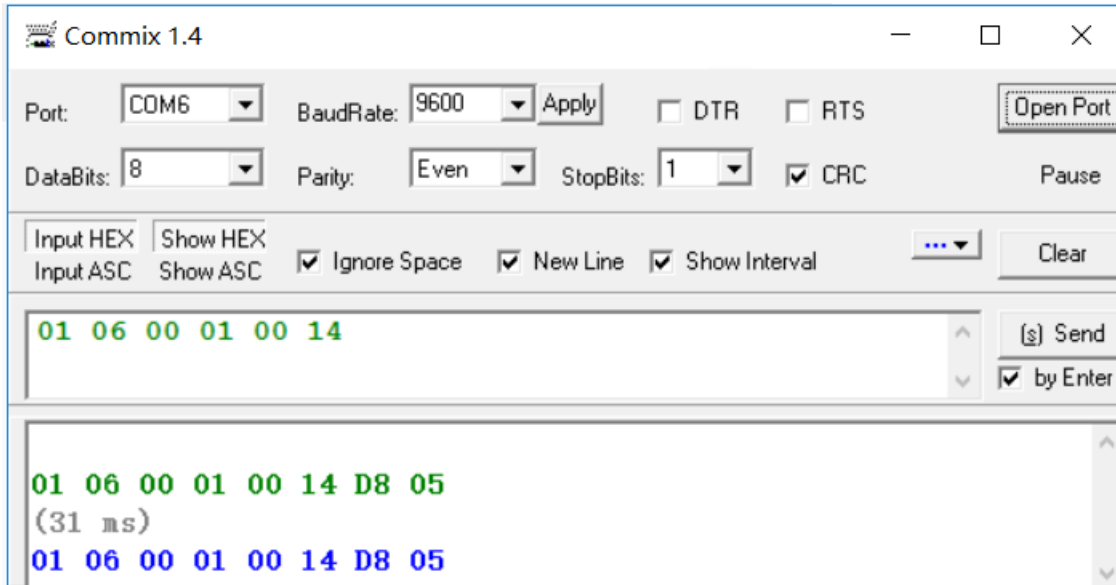 Commix 1.4
Port: COM6 BaudRate: 9600 Apply DTR RTS Open Port
DataBits: 8 Parity: Even StopBits: 1 CRC Pause
Input HEX Show HEX
Input ASC Show ASC Ignore Space New Line Show Interval ... Clear
01 06 00 01 00 14
(s) Send
by Enter
01 06 00 01 00 14 D8 05
(31 ms)
01 06 00 01 00 14 D8 05